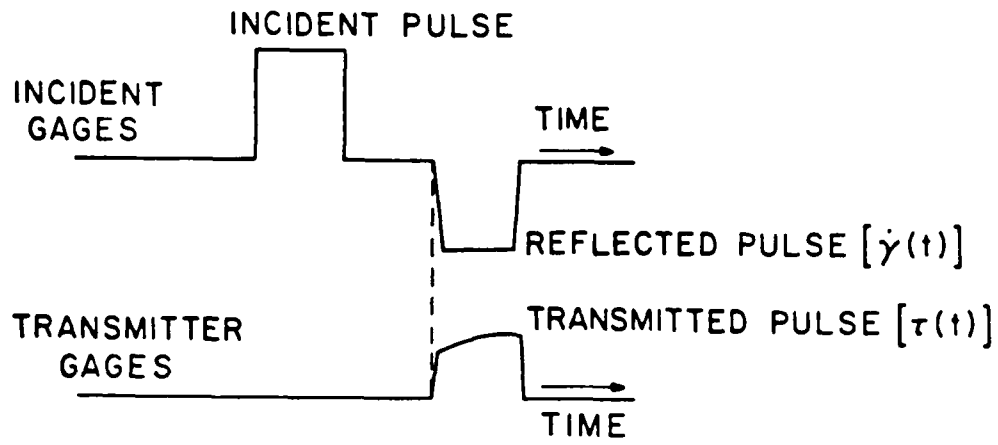 INCIDENT PULSE
INCIDENT
GAGES
TIME
REFLECTED PULSE [γ̇(t)]
TRANSMITTER
GAGES
TRANSMITTED PULSE [τ(t)]
TIME